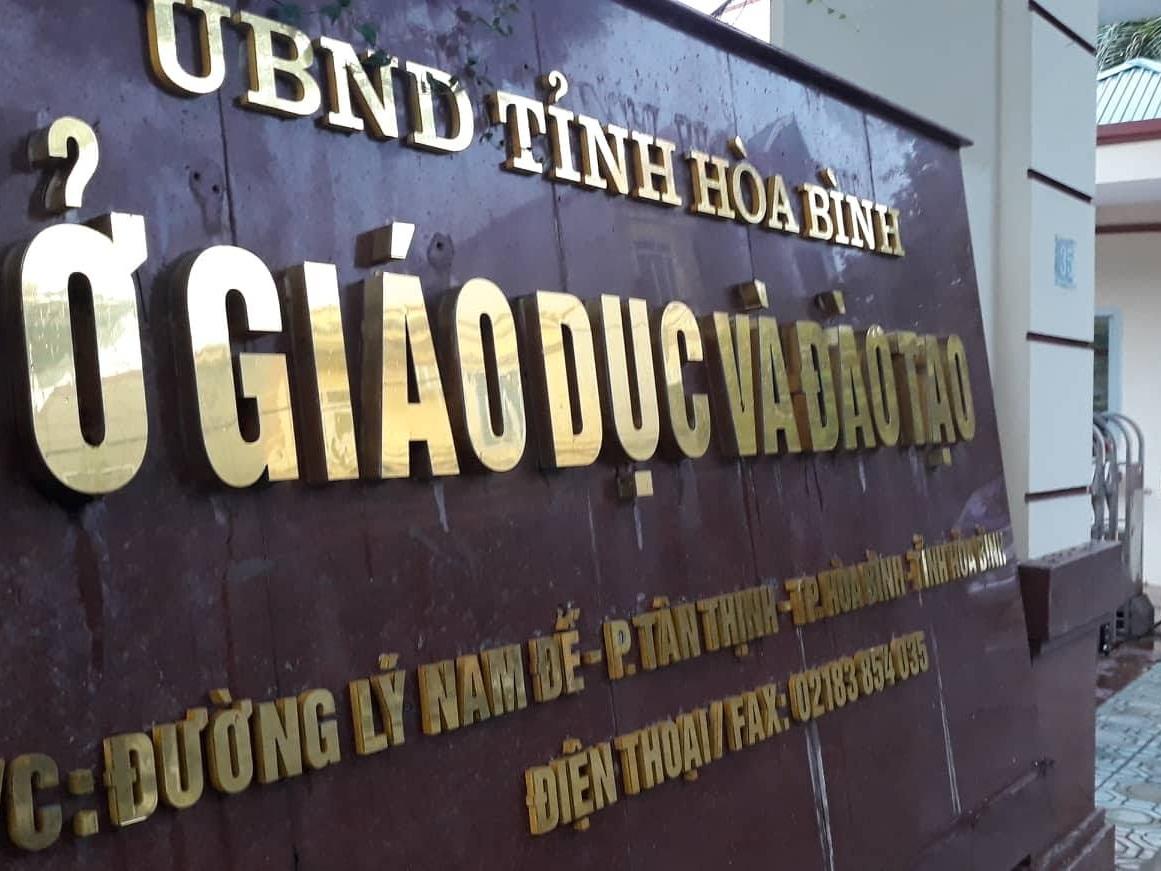 UBND TỈNH HÒA BÌNH
Ở GIÁO DỤC VÀ ĐÀO TẠO
/C: ĐƯỜNG LÝ NAM ĐẾ - P. TÂN THỊNH - TP. HÒA BÌNH - TỈNH HÒA BÌNH
ĐIỆN THOẠI / FAX: 02183 854 035
35